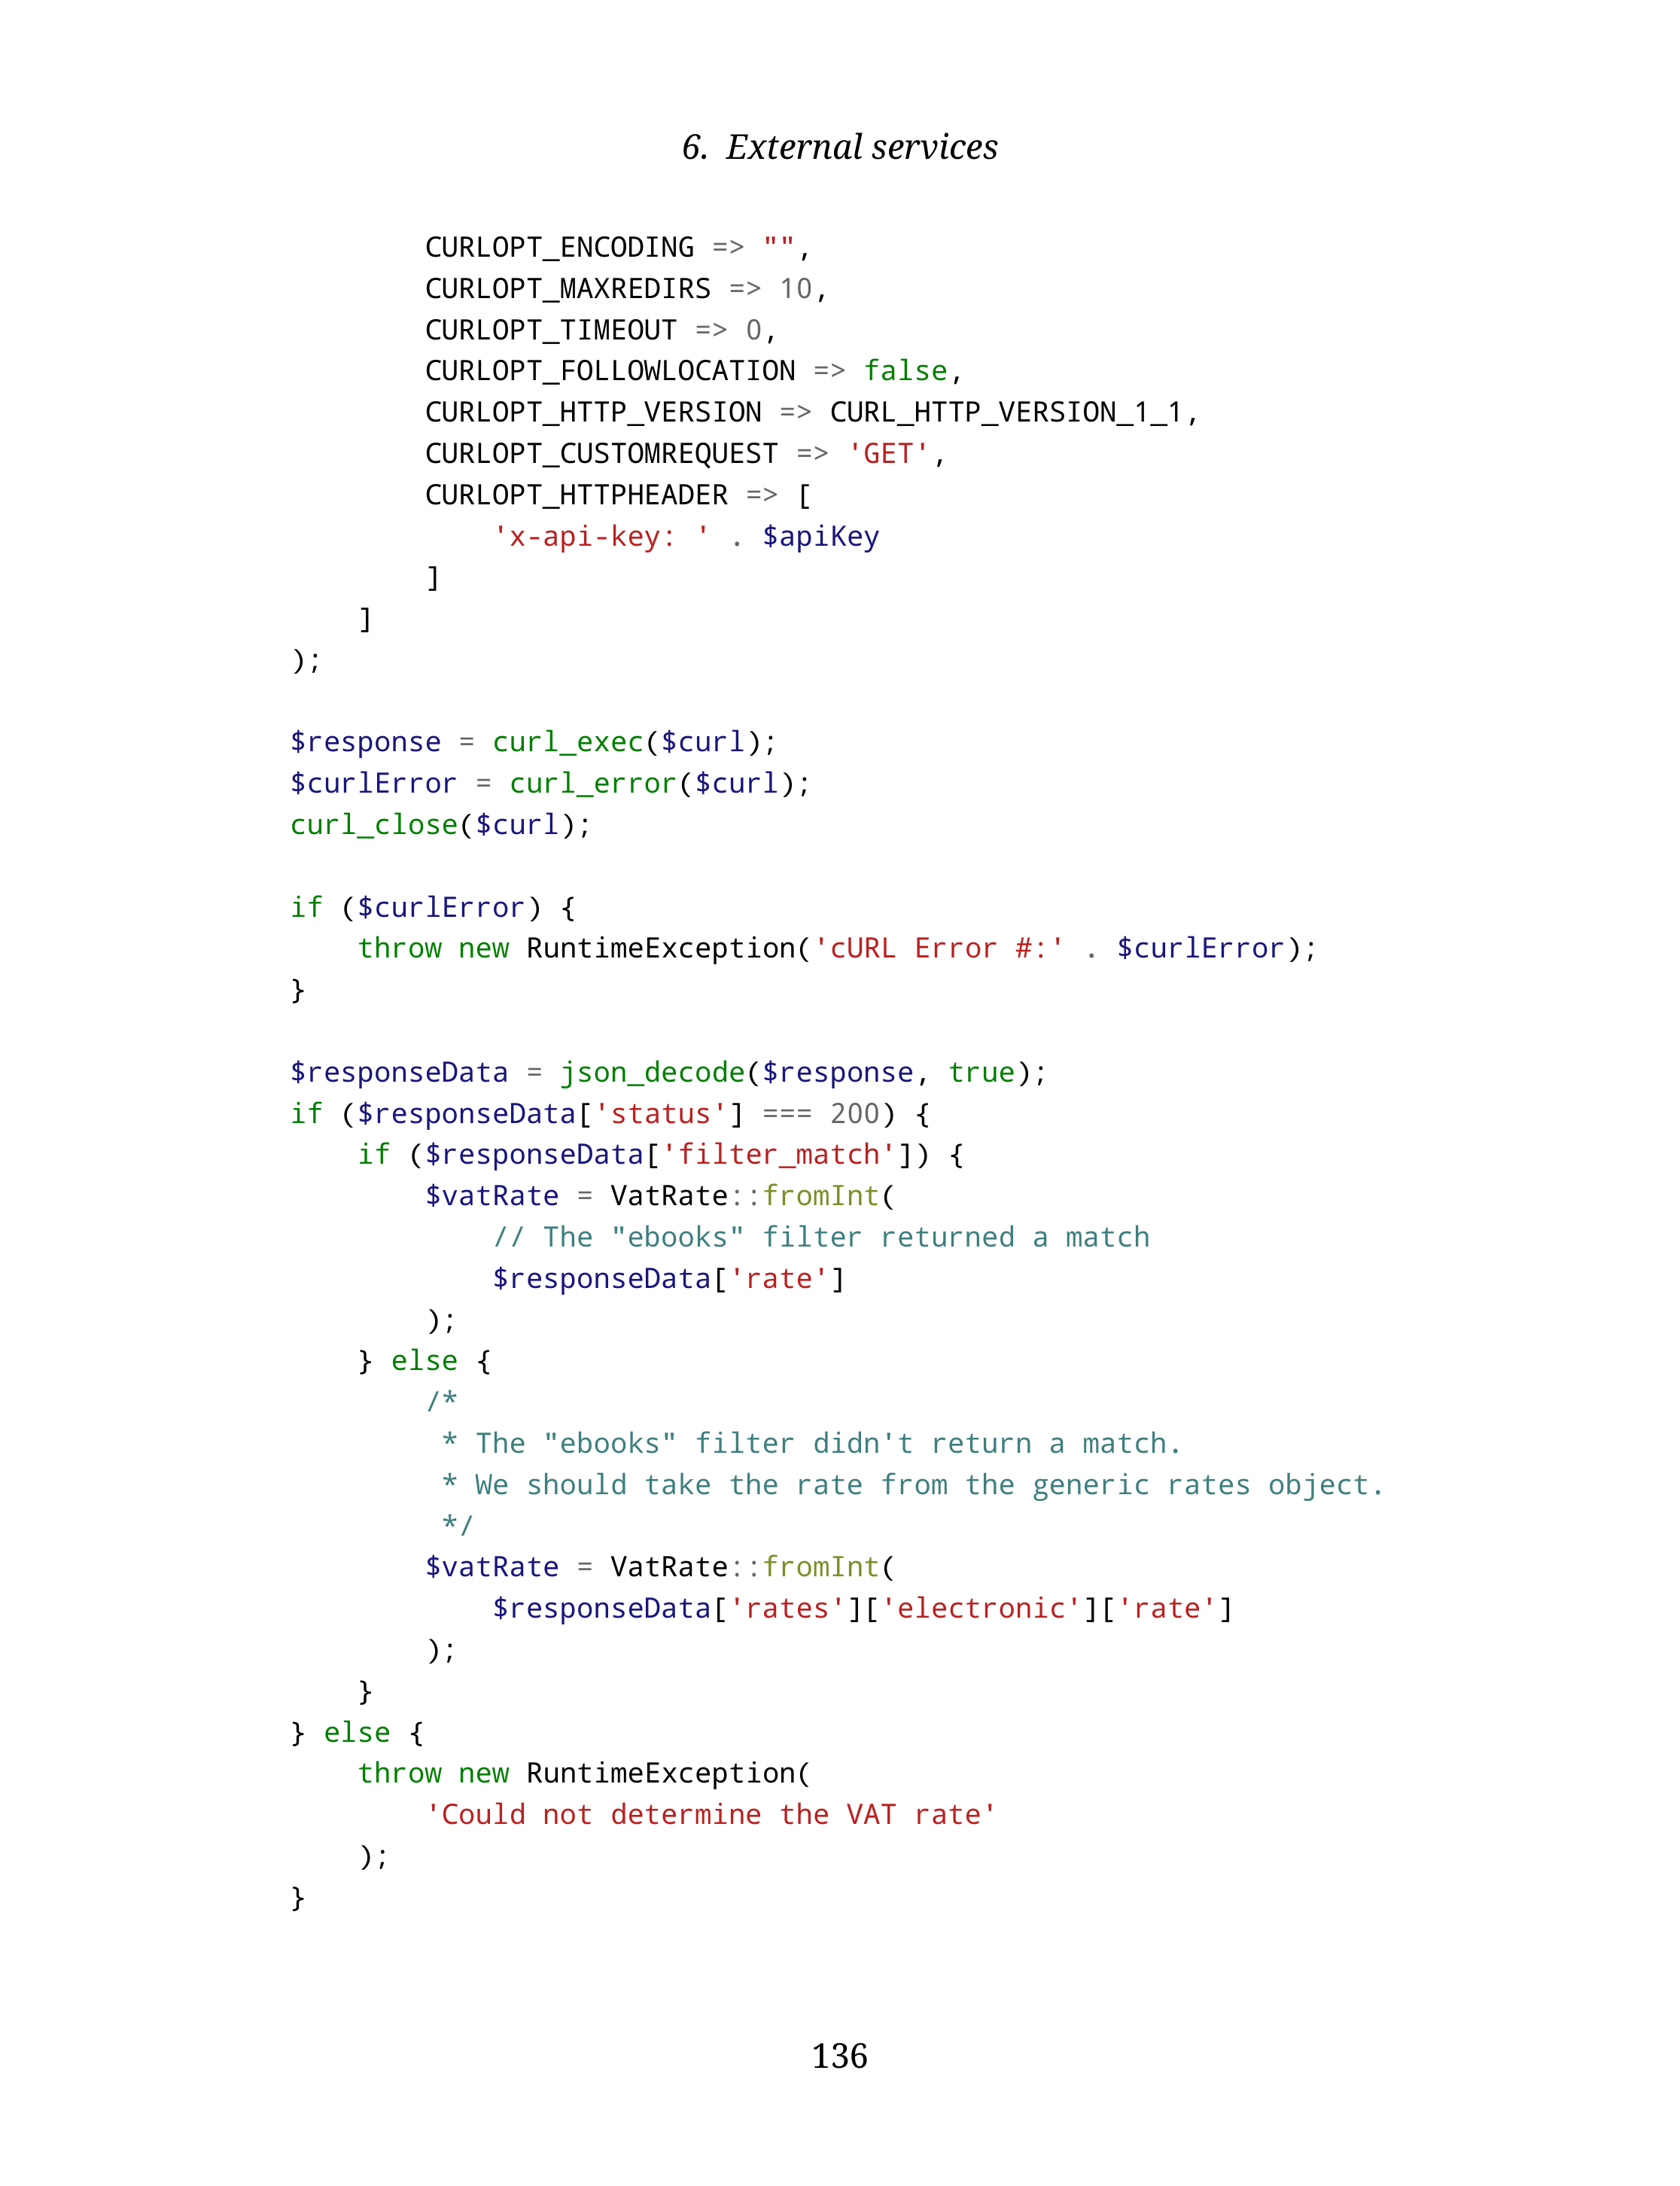 6. External services
        CURLOPT_ENCODING => "",
        CURLOPT_MAXREDIRS => 10,
        CURLOPT_TIMEOUT => 0,
        CURLOPT_FOLLOWLOCATION => false,
        CURLOPT_HTTP_VERSION => CURL_HTTP_VERSION_1_1,
        CURLOPT_CUSTOMREQUEST => 'GET',
        CURLOPT_HTTPHEADER => [
            'x-api-key: ' . $apiKey
        ]
    ]
);

$response = curl_exec($curl);
$curlError = curl_error($curl);
curl_close($curl);

if ($curlError) {
    throw new RuntimeException('cURL Error #:' . $curlError);
}

$responseData = json_decode($response, true);
if ($responseData['status'] === 200) {
    if ($responseData['filter_match']) {
        $vatRate = VatRate::fromInt(
            // The "ebooks" filter returned a match
            $responseData['rate']
        );
    } else {
        /*
         * The "ebooks" filter didn't return a match.
         * We should take the rate from the generic rates object.
         */
        $vatRate = VatRate::fromInt(
            $responseData['rates']['electronic']['rate']
        );
    }
} else {
    throw new RuntimeException(
        'Could not determine the VAT rate'
    );
}
136